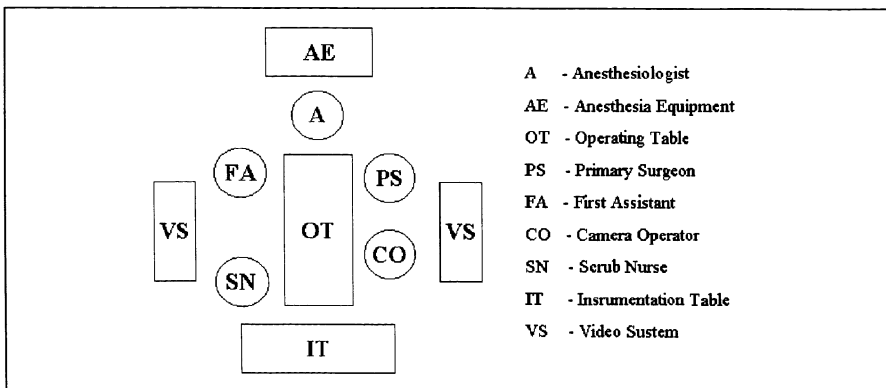 AE
A
FA
PS
VS
OT
VS
CO
SN
IT
A - Anesthesiologist
AE - Anesthesia Equipment
OT - Operating Table
PS - Primary Surgeon
FA - First Assistant
CO - Camera Operator
SN - Scrub Nurse
IT - Insrumentation Table
VS - Video Sustem